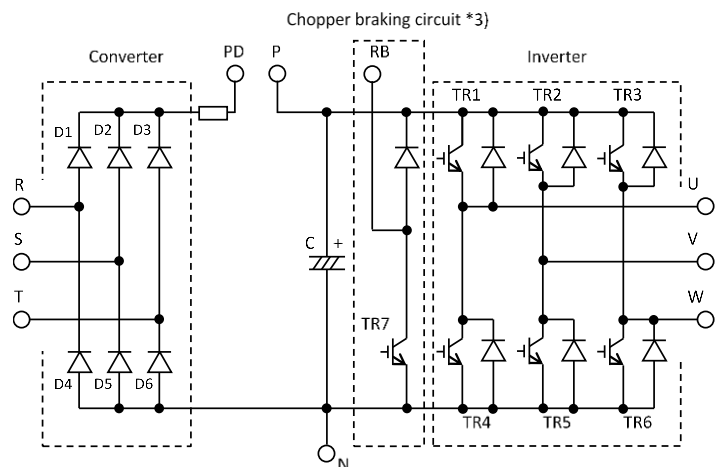 Chopper braking circuit *3)
Converter
PD
P
RB
Inverter
TR1
TR2
TR3
D1
D2
D3
R
U
S
C
+
V
T
W
TR7
D4
D5
D6
TR4
TR5
TR6
N